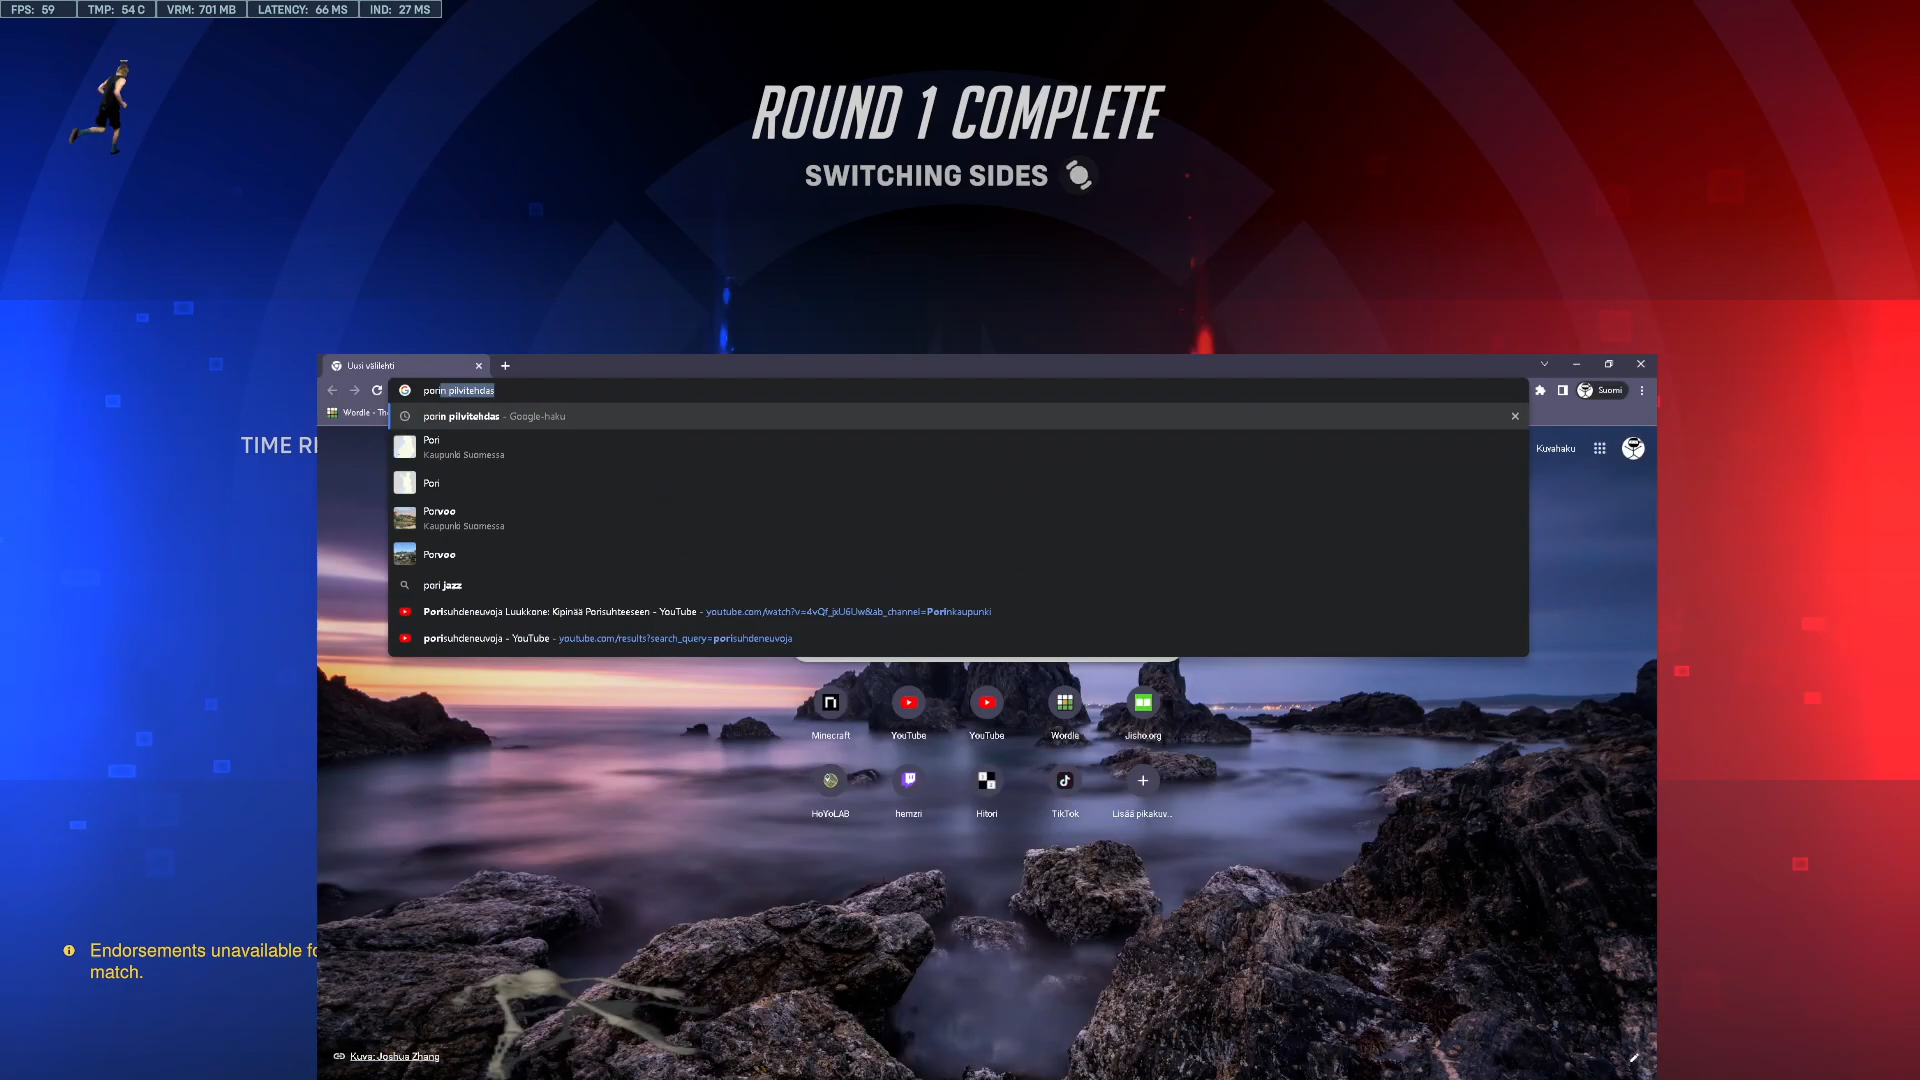 FPS: 59 TMP: 54 C VRM: 701 MB LATENCY: 66 MS IND: 27 MS
ROUND 1 COMPLETE
SWITCHING SIDES
Uusi välilehti
porin pilvitehdas
Suomi
Wordle - Th
porin pilvitehdas - Google-haku
Pori
Kaupunki Suomessa
TIME RE
Kuvahaku
Pori
Porvoo
Kaupunki Suomessa
Porvoo
pori jazz
Porisuhdeneuvoja Luukkone: Kipinää Porisuhteeseen - YouTube - youtube.com/watch?v=4vQf_jxU6Uw&ab_channel=Porinkaupunki
porisuhdeneuvoja - YouTube - youtube.com/results?search_query=porisuhdeneuvoja
Minecraft YouTube YouTube Wordle Jisho.org
HoYoLAB hemzri Hitori TikTok Lisää pikakuv...
Endorsements unavailable fo
match.
Kuva: Joshua Zhang